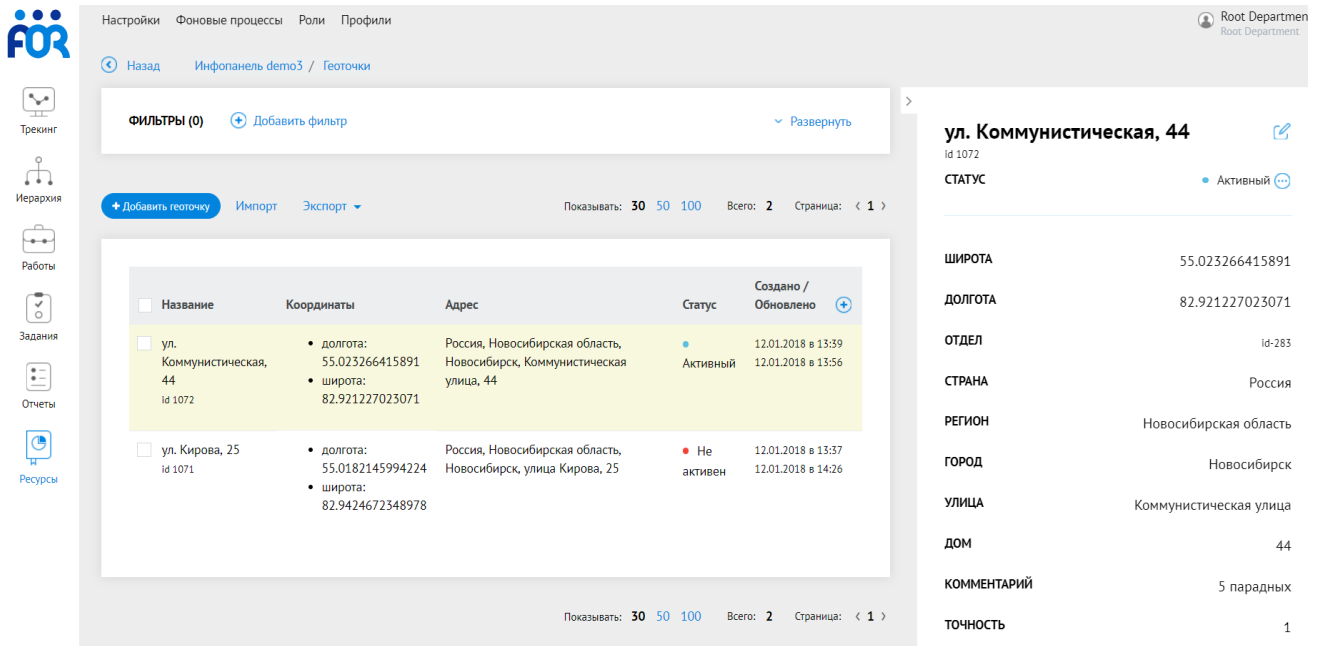 FOR
Трекинг
Иерархия
Работы
Задания
Отчеты
Ресурсы
Настройки Фоновые процессы Роли Профили
Root Departmen
Root Department
Назад Инфопанель demo3 / Геоточки
ФИЛЬТРЫ (0) Добавить фильтр Развернуть
+ Добавить геоточку Импорт Экспорт Показывать: 30 50 100 Всего: 2 Страница: < 1 >
Создано /
Название Координаты Адрес Статус Обновлено
ул.
Коммунистическая,
44
id 1072
• долгота:
55.023266415891
• широта:
82.921227023071
Россия, Новосибирская область,
Новосибирск, Коммунистическая
улица, 44
Активный
12.01.2018 в 13:39
12.01.2018 в 13:56
ул. Кирова, 25
id 1071
• долгота:
55.0182145994224
• широта:
82.9424672348978
Россия, Новосибирская область,
Новосибирск, улица Кирова, 25
Не
активен
12.01.2018 в 13:37
12.01.2018 в 14:26
Показывать: 30 50 100 Всего: 2 Страница: < 1 >
ул. Коммунистическая, 44
id 1072
СТАТУС Активный
ШИРОТА 55.023266415891
ДОЛГОТА 82.921227023071
ОТДЕЛ id-283
СТРАНА Россия
РЕГИОН Новосибирская область
ГОРОД Новосибирск
УЛИЦА Коммунистическая улица
ДОМ 44
КОММЕНТАРИЙ 5 парадных
ТОЧНОСТЬ 1